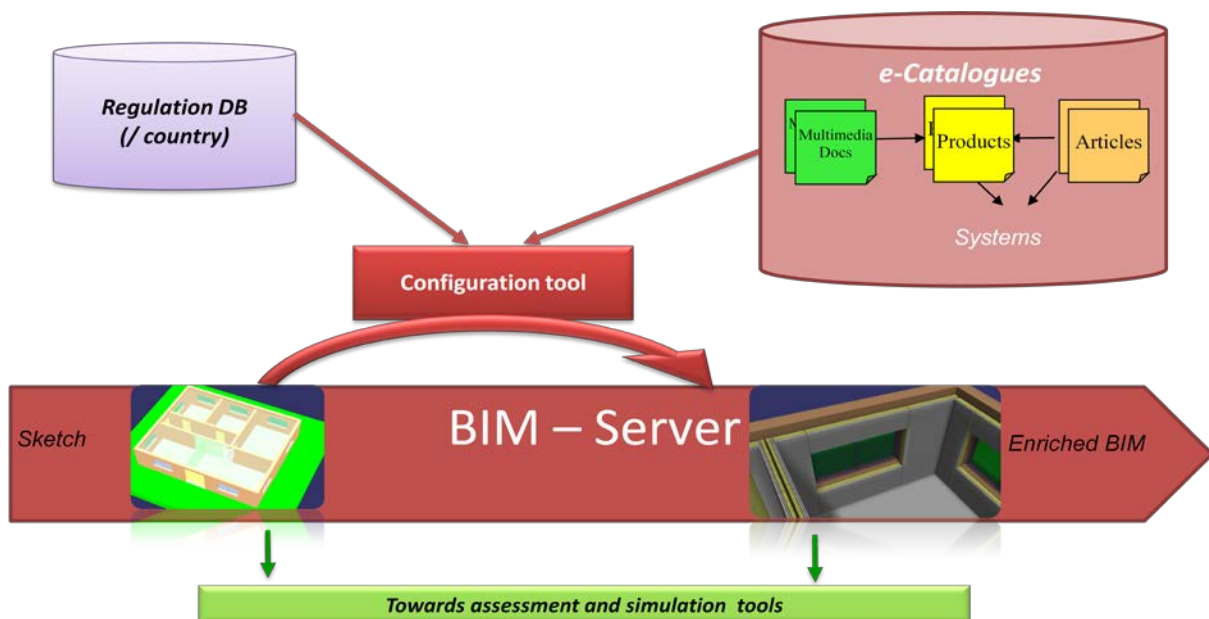 Regulation DB
(/ country)
e-Catalogues
Multimedia
Docs
Products
Articles
Systems
Configuration tool
Sketch
BIM – Server
Enriched BIM
Towards assessment and simulation tools